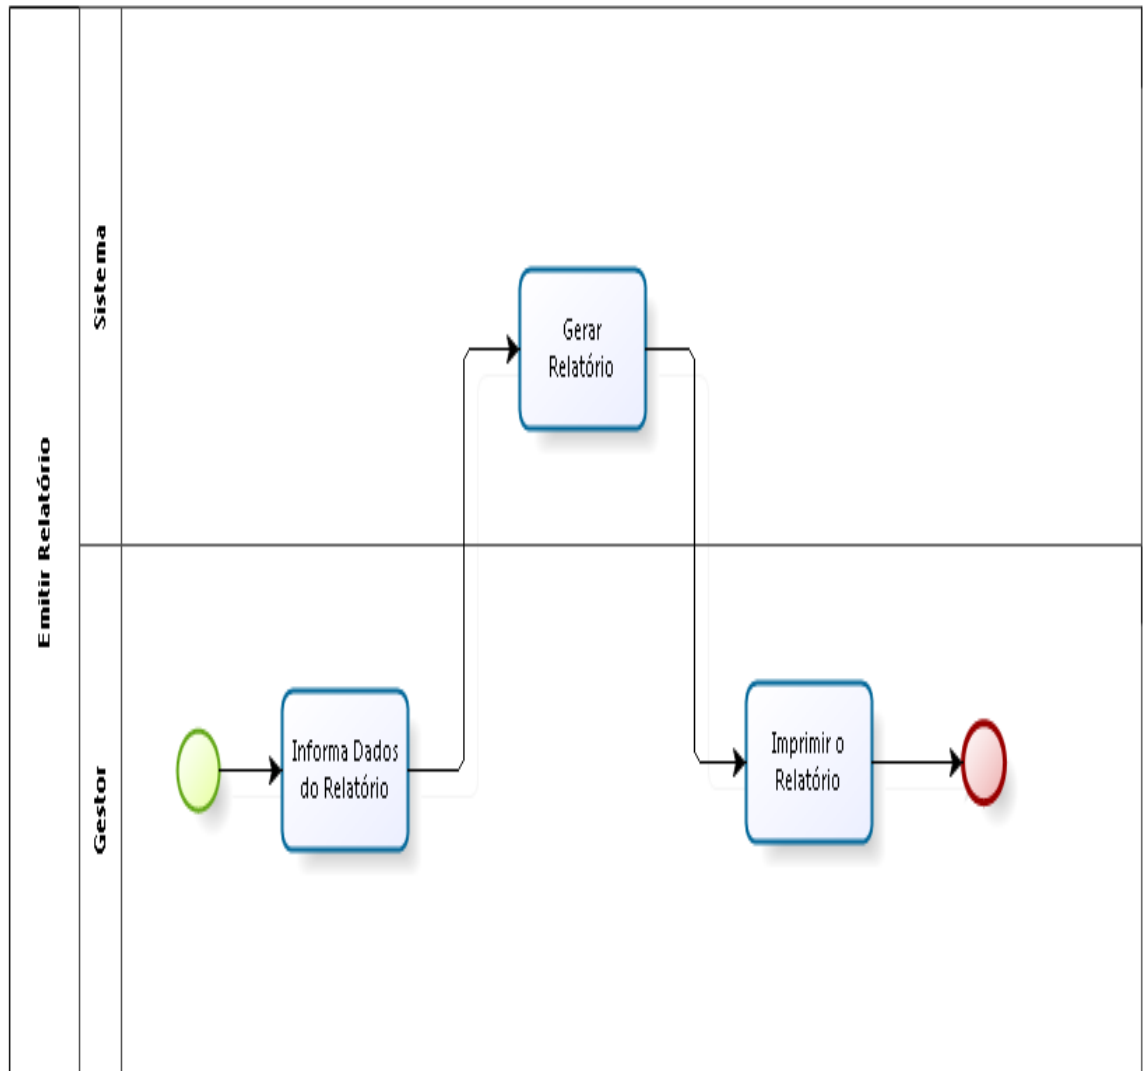 Emitir Relatório
Sistema
Gerar
Relatório
Gestor
Informa Dados
do Relatório
Imprimir o
Relatório